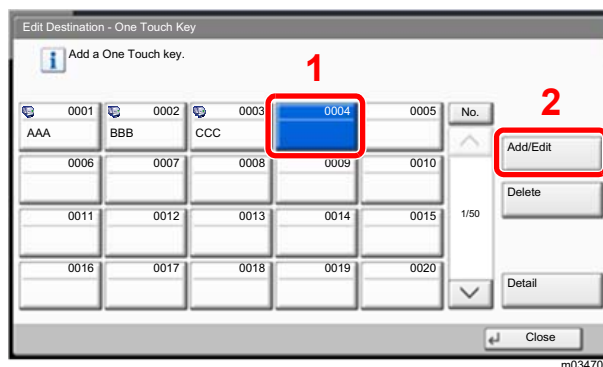 Edit Destination - One Touch Key
Add a One Touch key.
1
2
0001 0002 0003 0004 0005 No.
AAA BBB CCC
Add/Edit
0006 0007 0008 0009 0010
Delete
0011 0012 0013 0014 0015 1/50
0016 0017 0018 0019 0020
Detail
Close
m03470